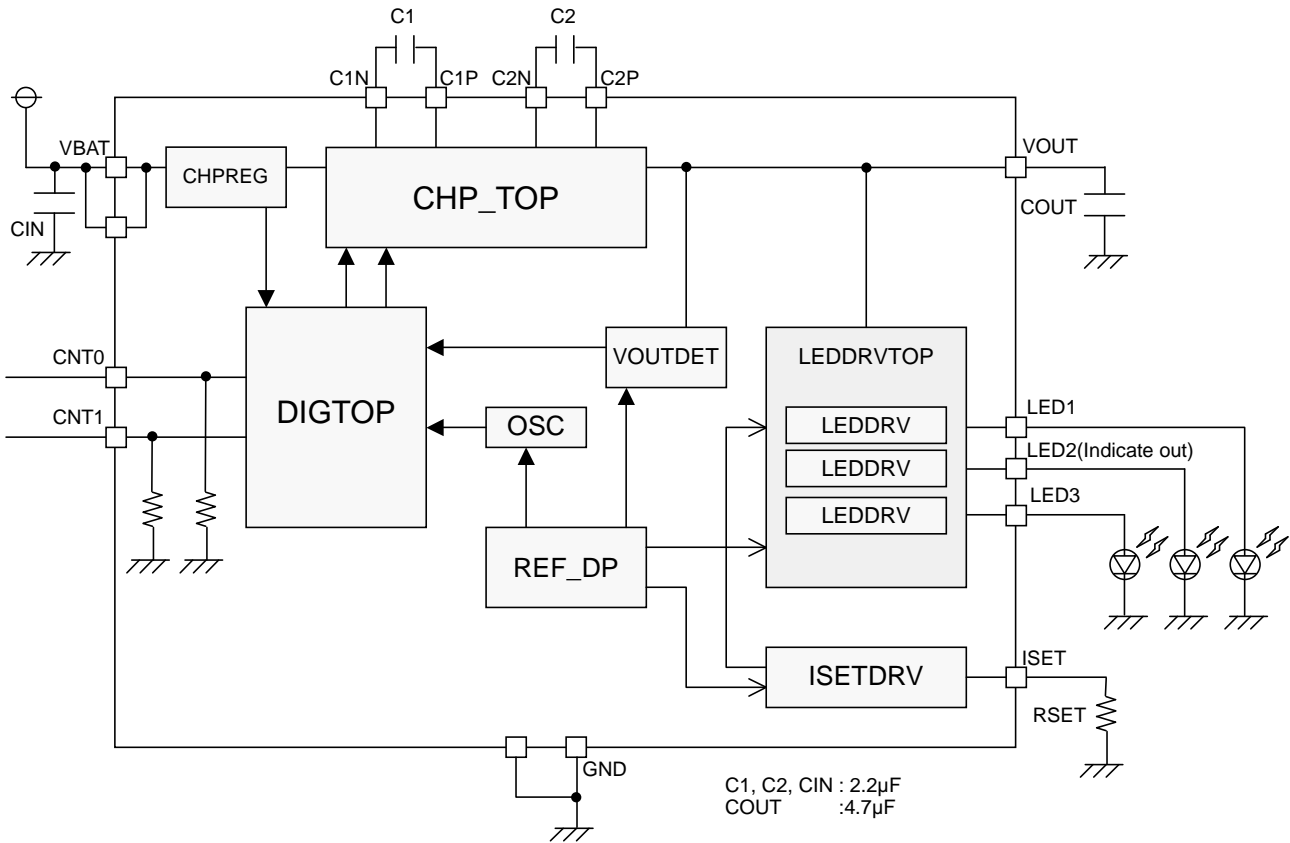 C1
C2
C1N
C1P
C2N
C2P
VBAT
CHPREG
CHP_TOP
VOUT
CIN
COUT
CNT0
VOUTDET
LEDDRVTOP
CNT1
DIGTOP
OSC
LEDDRV
LED1
LEDDRV
LED2(Indicate out)
LEDDRV
LED3
REF_DP
ISETDRV
ISET
RSET
GND
C1, C2, CIN : 2.2µF
COUT :4.7µF